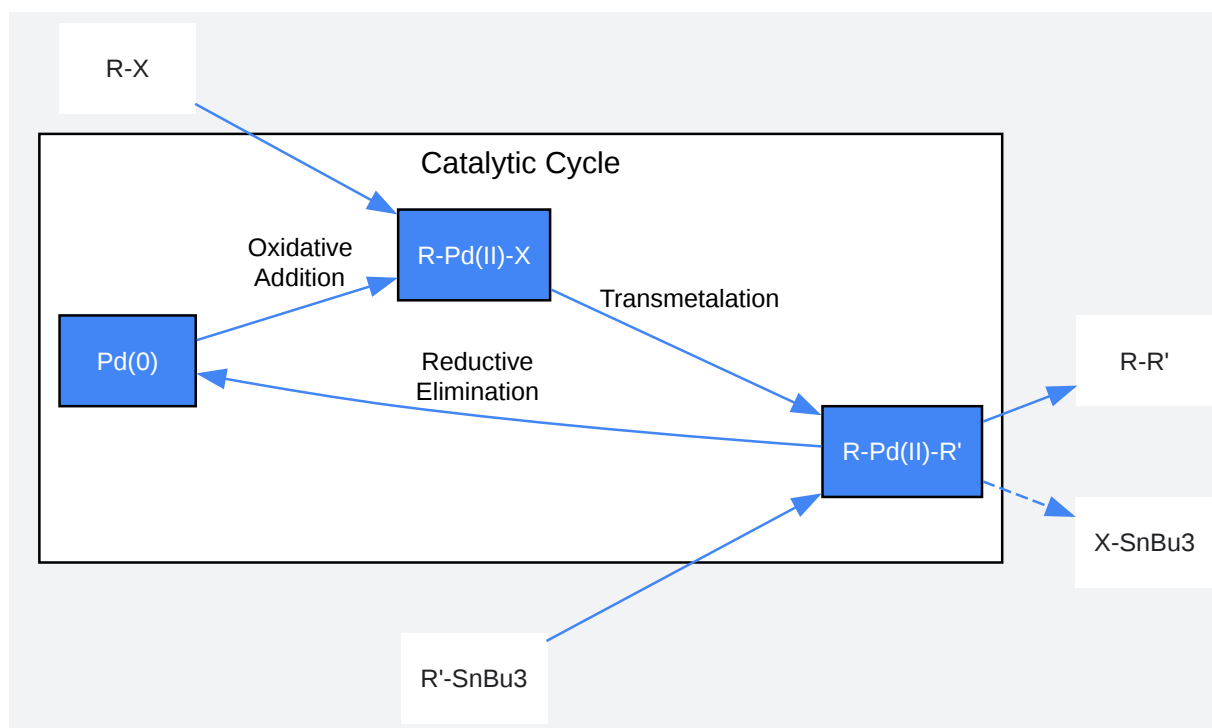 R-X
Catalytic Cycle
Oxidative
Addition
R-Pd(II)-X
Transmetalation
Pd(0)
Reductive
Elimination
R-R'
R-Pd(II)-R'
X-SnBu3
R'-SnBu3